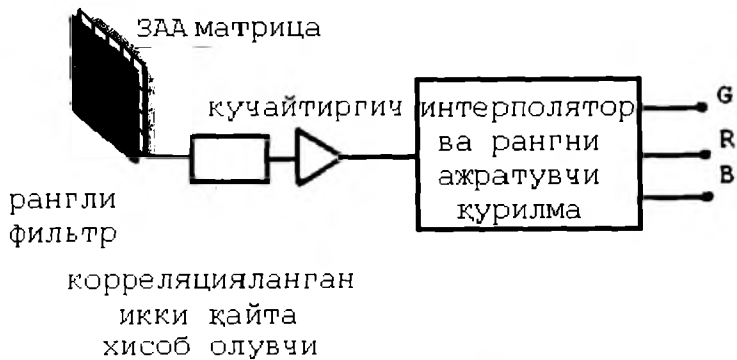 ЗАА матрица
кучайтиргич
интерполятор
ва рангни
ажратувчи
қурилма
G
R
B
рангли
фильтр
корреляцияланган
икки қайта
хисоб олувчи